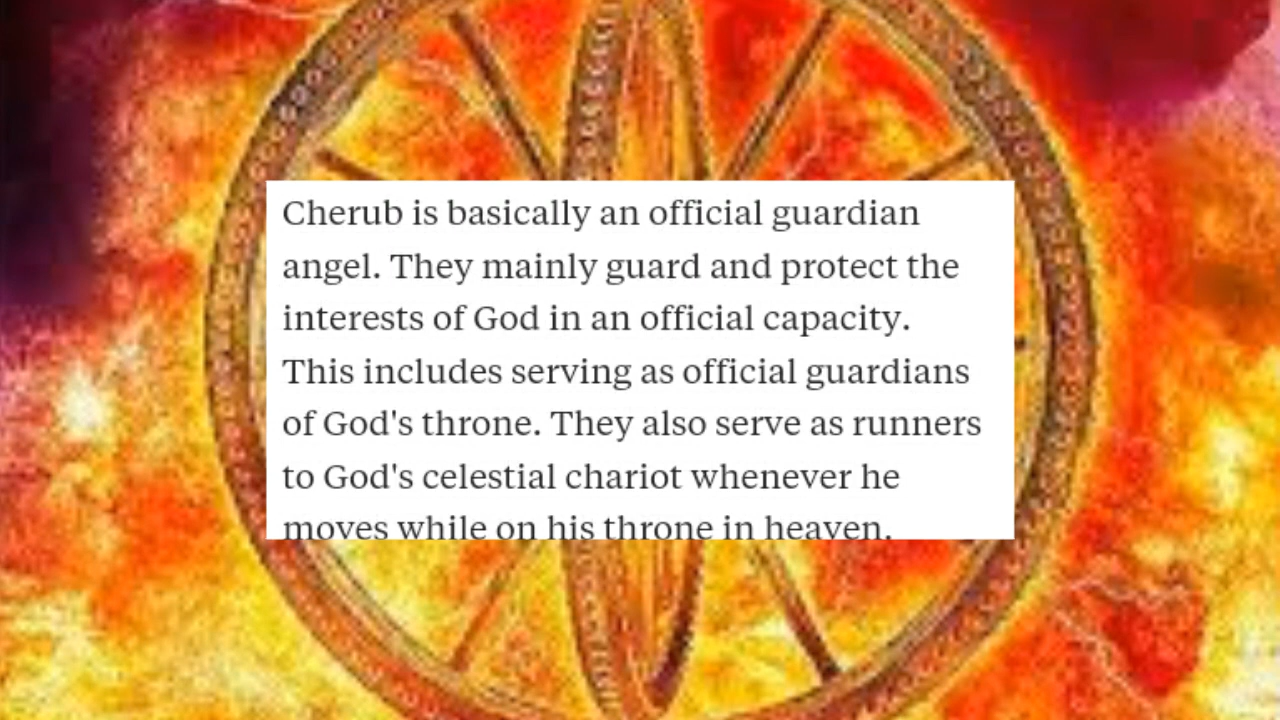 Cherub is basically an official guardian
angel. They mainly guard and protect the
interests of God in an official capacity.
This includes serving as official guardians
of God's throne. They also serve as runners
to God's celestial chariot whenever he
moves while on his throne in heaven.